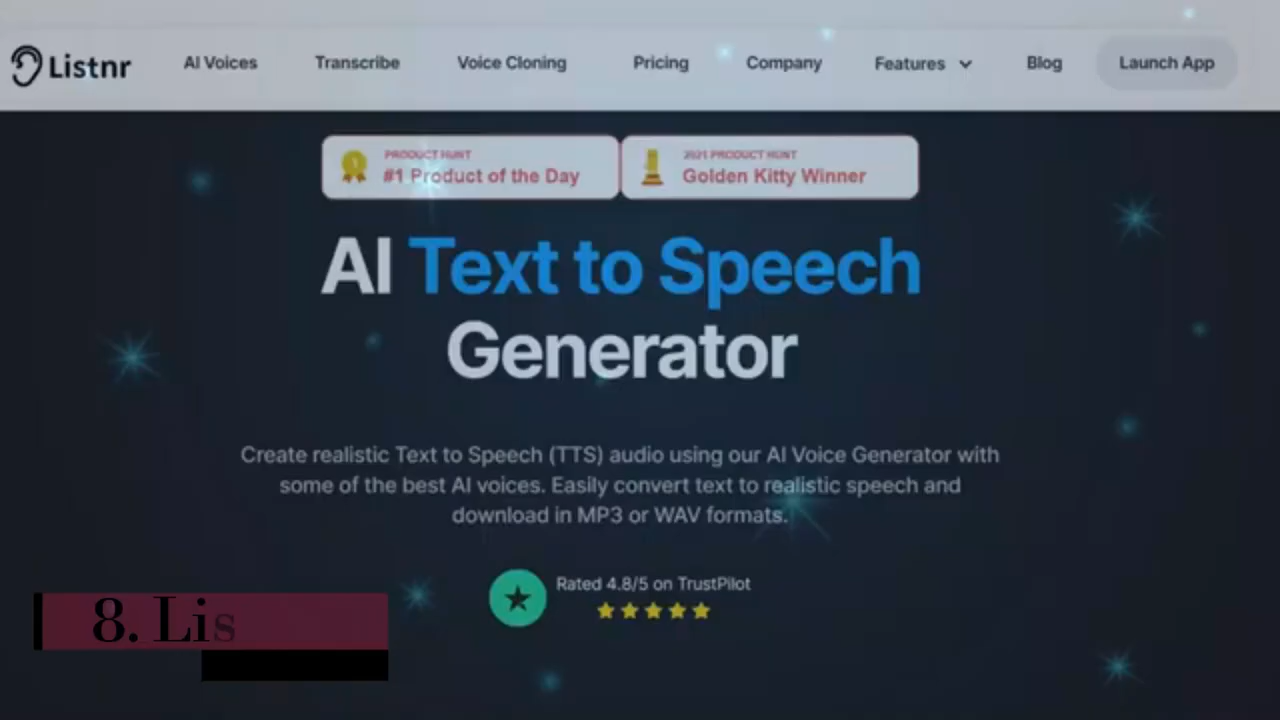 Listnr AI Voices Transcribe Voice Cloning Pricing Company Features Blog Launch App
PRODUCT HUNT
#1 Product of the Day
2021 PRODUCT HUNT
Golden Kitty Winner
AI Text to Speech
Generator
Create realistic Text to Speech (TTS) audio using our AI Voice Generator with
some of the best AI voices. Easily convert text to realistic speech and
download in MP3 or WAV formats.
Rated 4.8/5 on TrustPilot
8. Lis